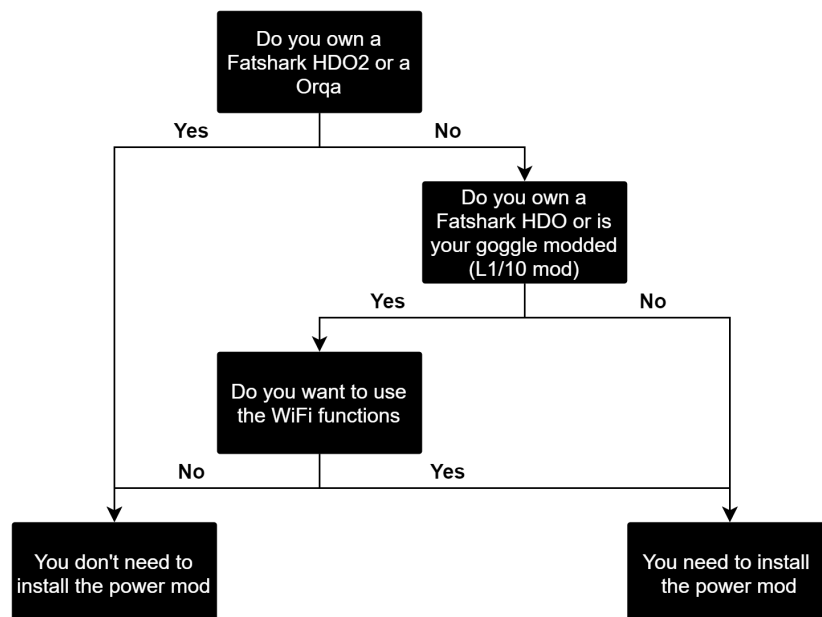 Do you own a
Fatshark HDO2 or a
Orqa
Yes
No
Do you own a
Fatshark HDO or is
your goggle modded
(L1/10 mod)
Yes
No
Do you want to use
the WiFi functions
No
Yes
You don't need to
install the power mod
You need to install
the power mod